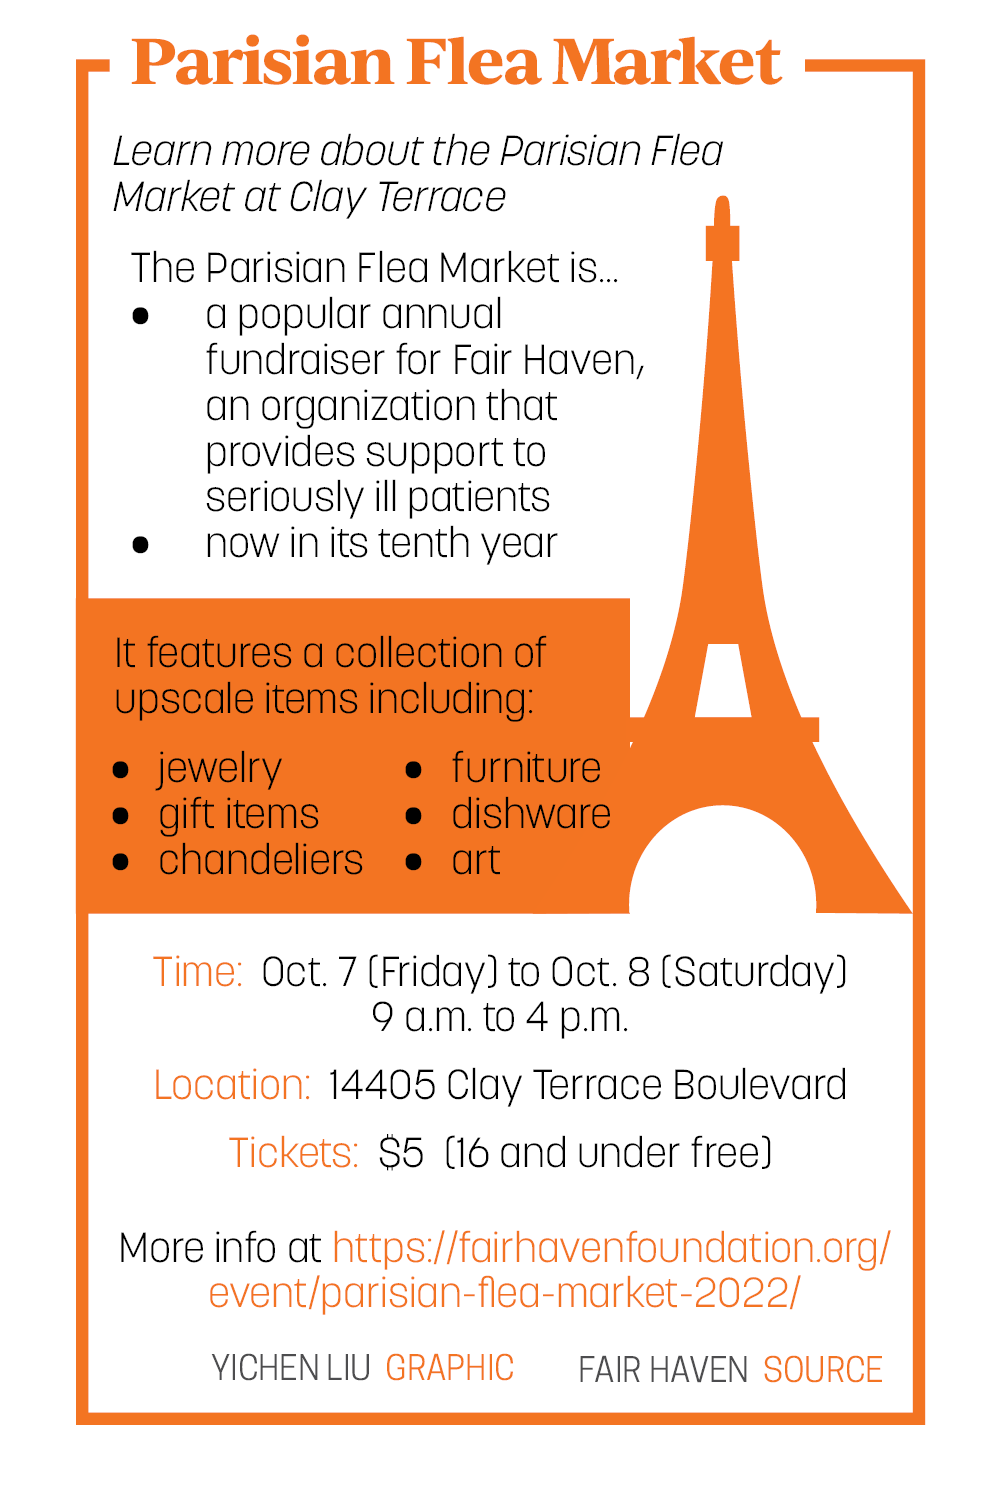 Parisian Flea Market
Learn more about the Parisian Flea
Market at Clay Terrace
The Parisian Flea Market is...
• a popular annual
fundraiser for Fair Haven,
an organization that
provides support to
seriously ill patients
• now in its tenth year
It features a collection of
upscale items including:
• jewelry
• gift items
• chandeliers
• furniture
• dishware
• art
Time: Oct. 7 (Friday) to Oct. 8 (Saturday)
9 a.m. to 4 p.m.
Location: 14405 Clay Terrace Boulevard
Tickets: $5 (16 and under free)
More info at https://fairhavenfoundation.org/
event/parisian-flea-market-2022/
YICHEN LIU GRAPHIC FAIR HAVEN SOURCE